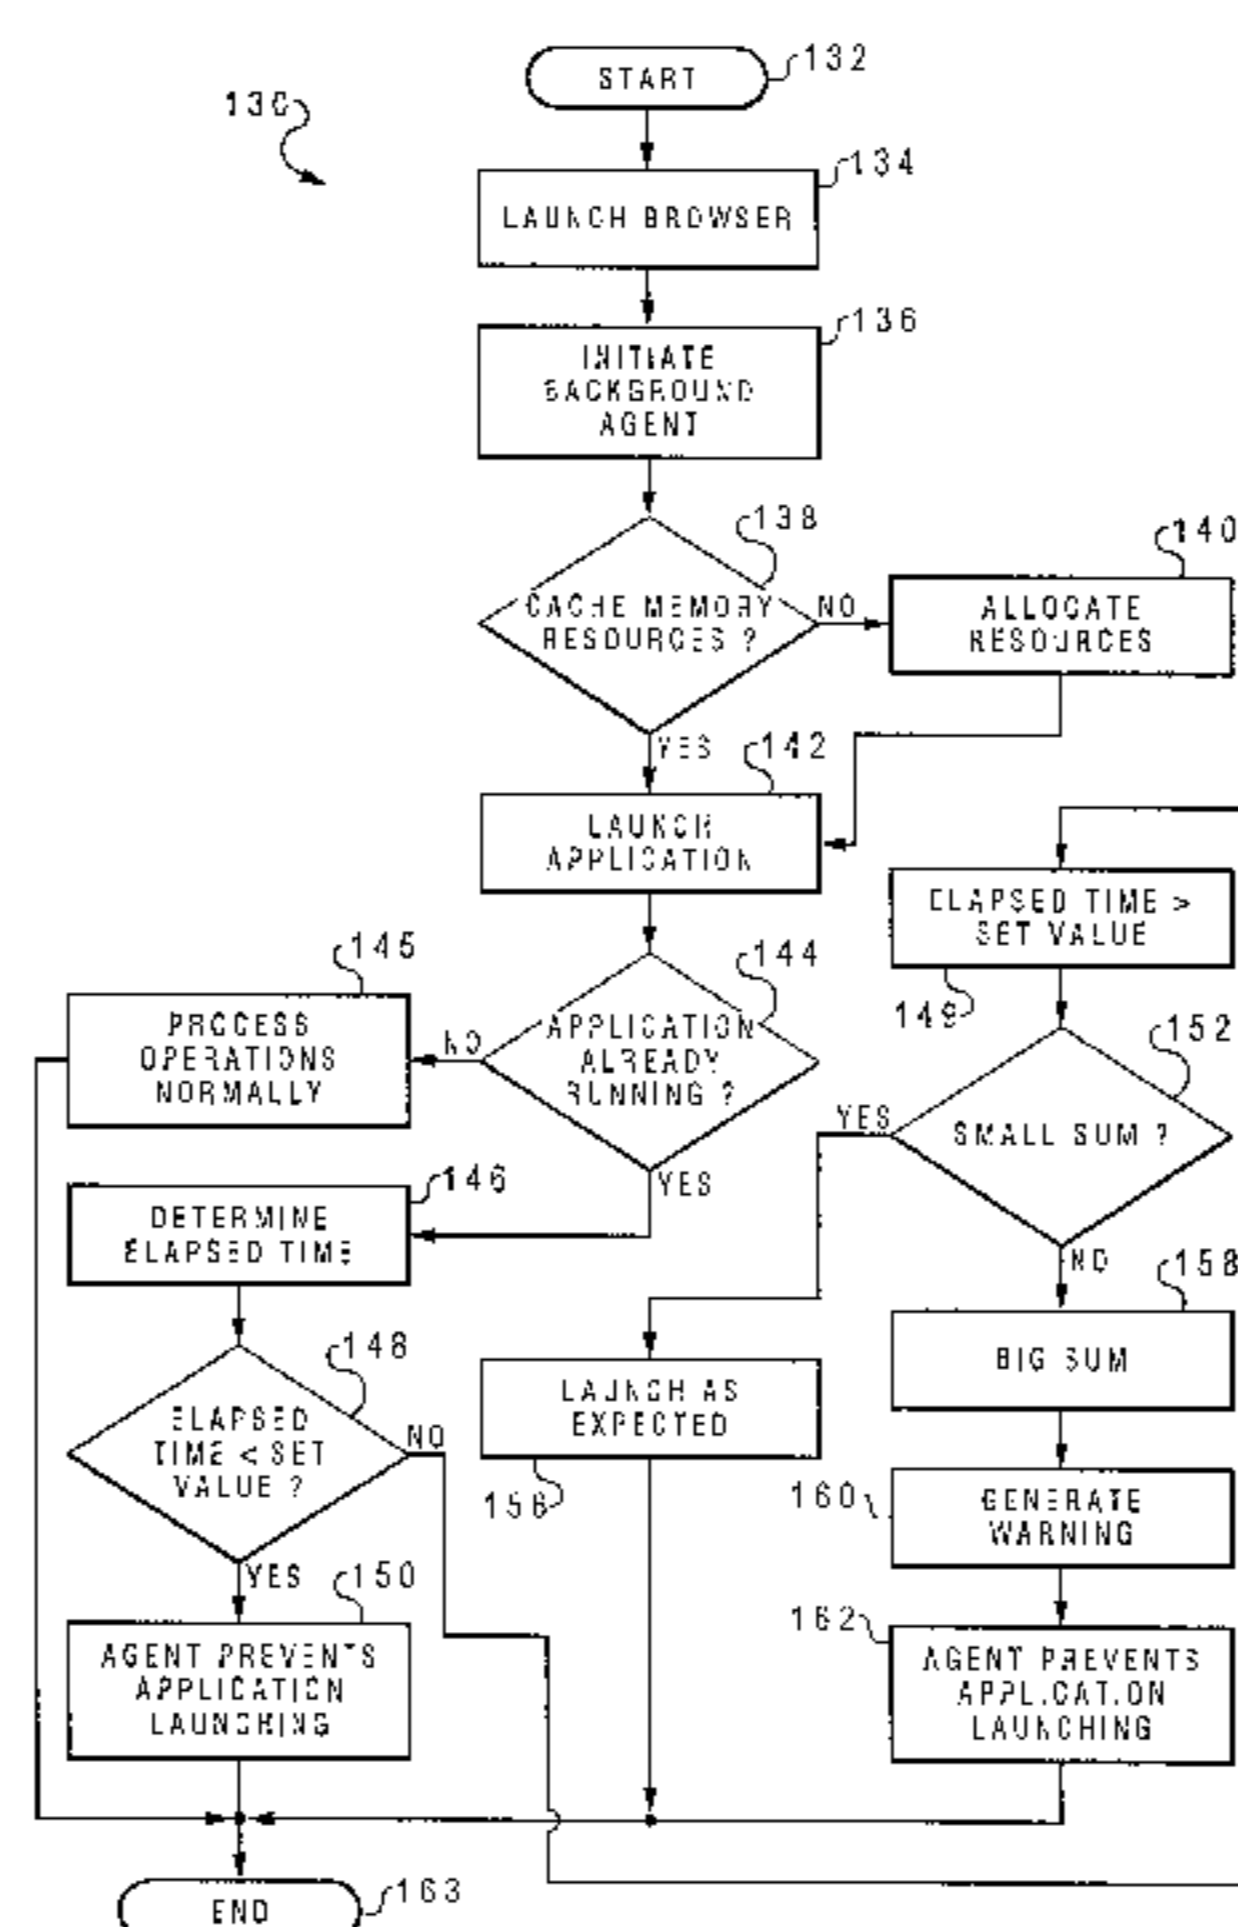 START
132
130
134
LAUNCH BROWSER
136
INITIATE
BACKGROUND
AGENT
138
CACHE MEMORY
RESOURCES ?
NO
140
ALLOCATE
RESOURCES
YES
142
LAUNCH
APPLICATION
ELAPSED TIME >
SET VALUE
149
145
PROCESS
OPERATIONS
NORMALLY
NO
144
APPLICATION
ALREADY
RUNNING ?
YES
152
YES
SMALL SUM ?
NO
146
DETERMINE
ELAPSED TIME
158
BIG SUM
148
ELAPSED
TIME < SET
VALUE ?
NO
YES
LAUNCH AS
EXPECTED
156
160
GENERATE
WARNING
150
AGENT PREVENTS
APPLICATION
LAUNCHING
162
AGENT PREVENTS
APPLICATION
LAUNCHING
END
163